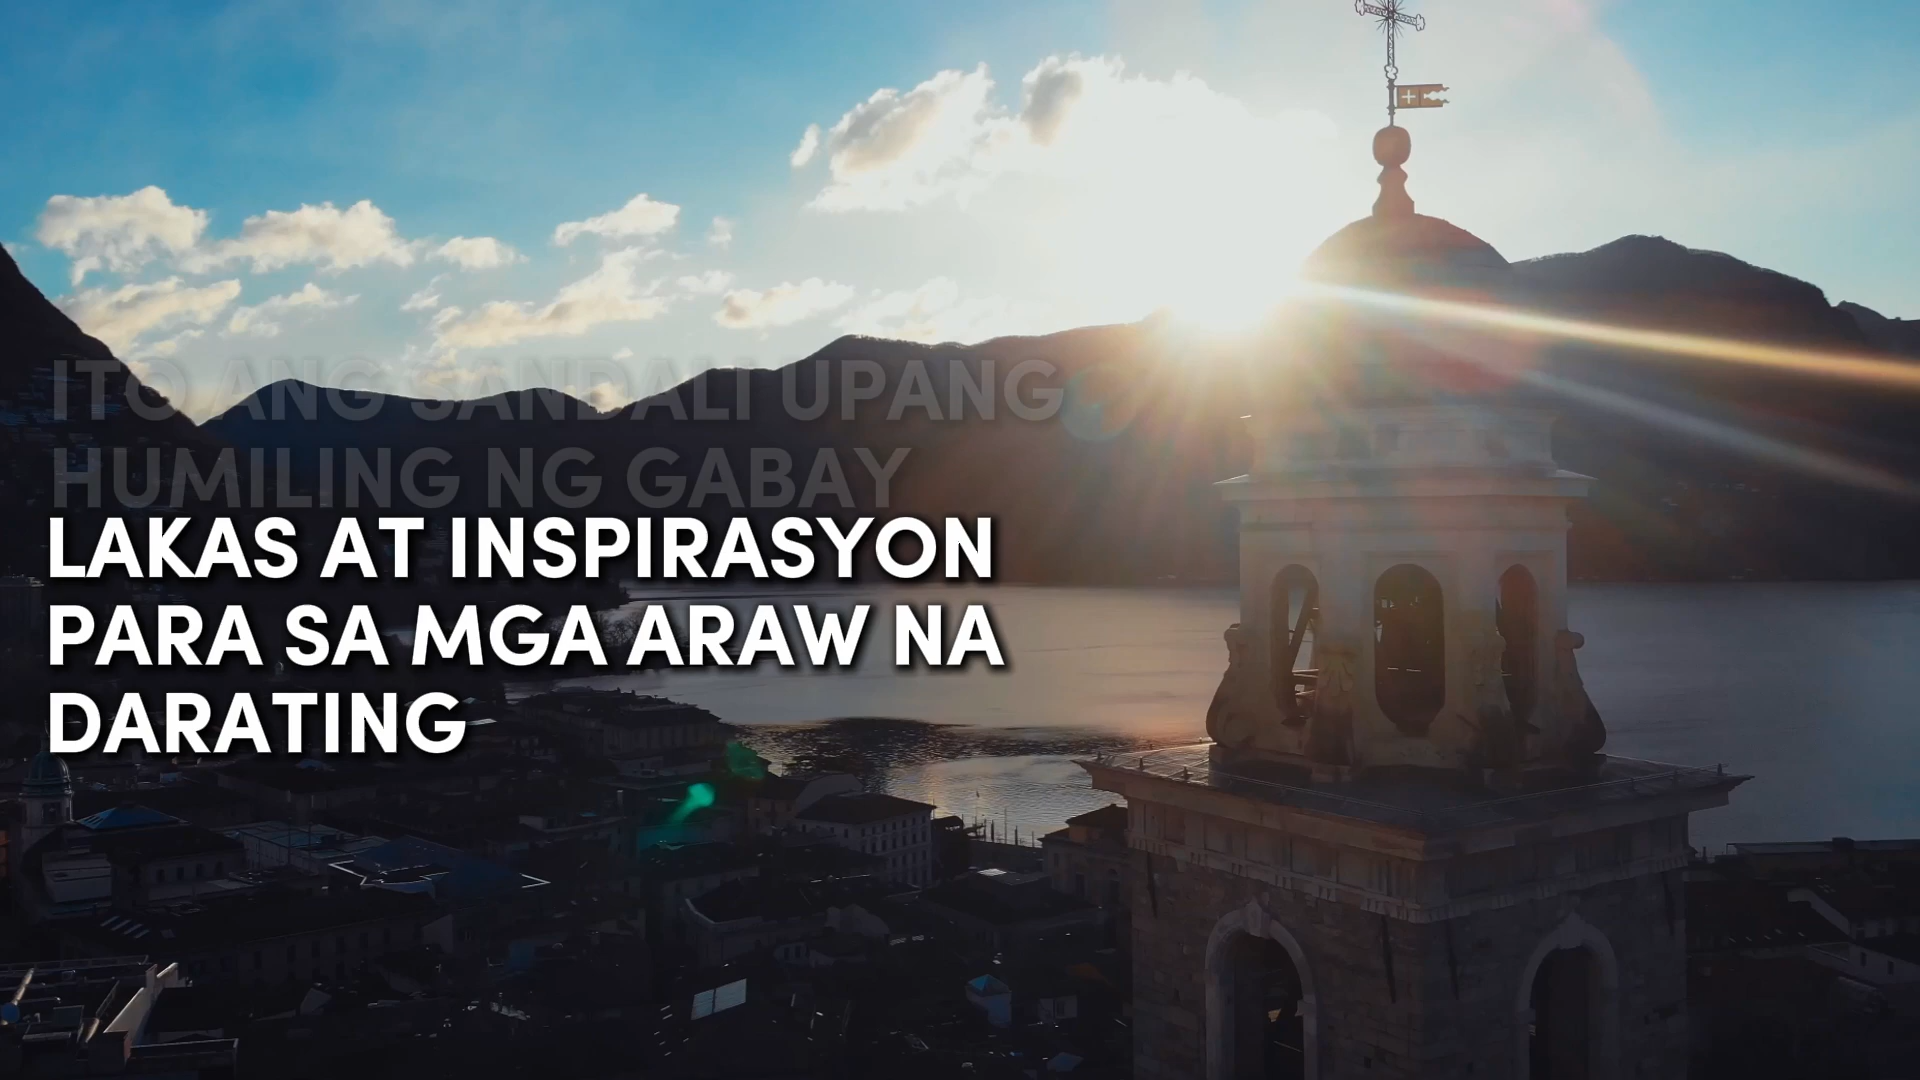 ITO ANG SANDALI UPANG
HUMILING NG GABAY
LAKAS AT INSPIRASYON
PARA SA MGA ARAW NA
DARATING